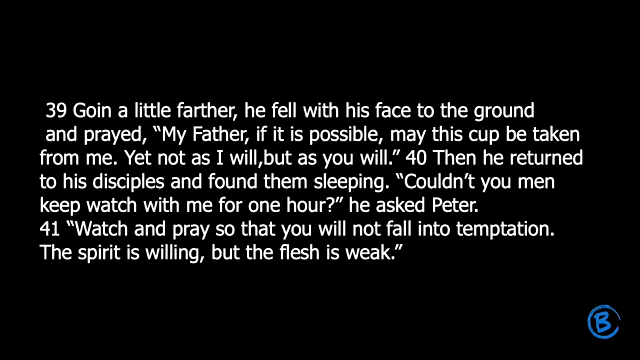 39 Goin a little farther, he fell with his face to the ground
and prayed, “My Father, if it is possible, may this cup be taken
from me. Yet not as I will,but as you will.” 40 Then he returned
to his disciples and found them sleeping. “Couldn’t you men
keep watch with me for one hour?” he asked Peter.
41 “Watch and pray so that you will not fall into temptation.
The spirit is willing, but the flesh is weak.”
B